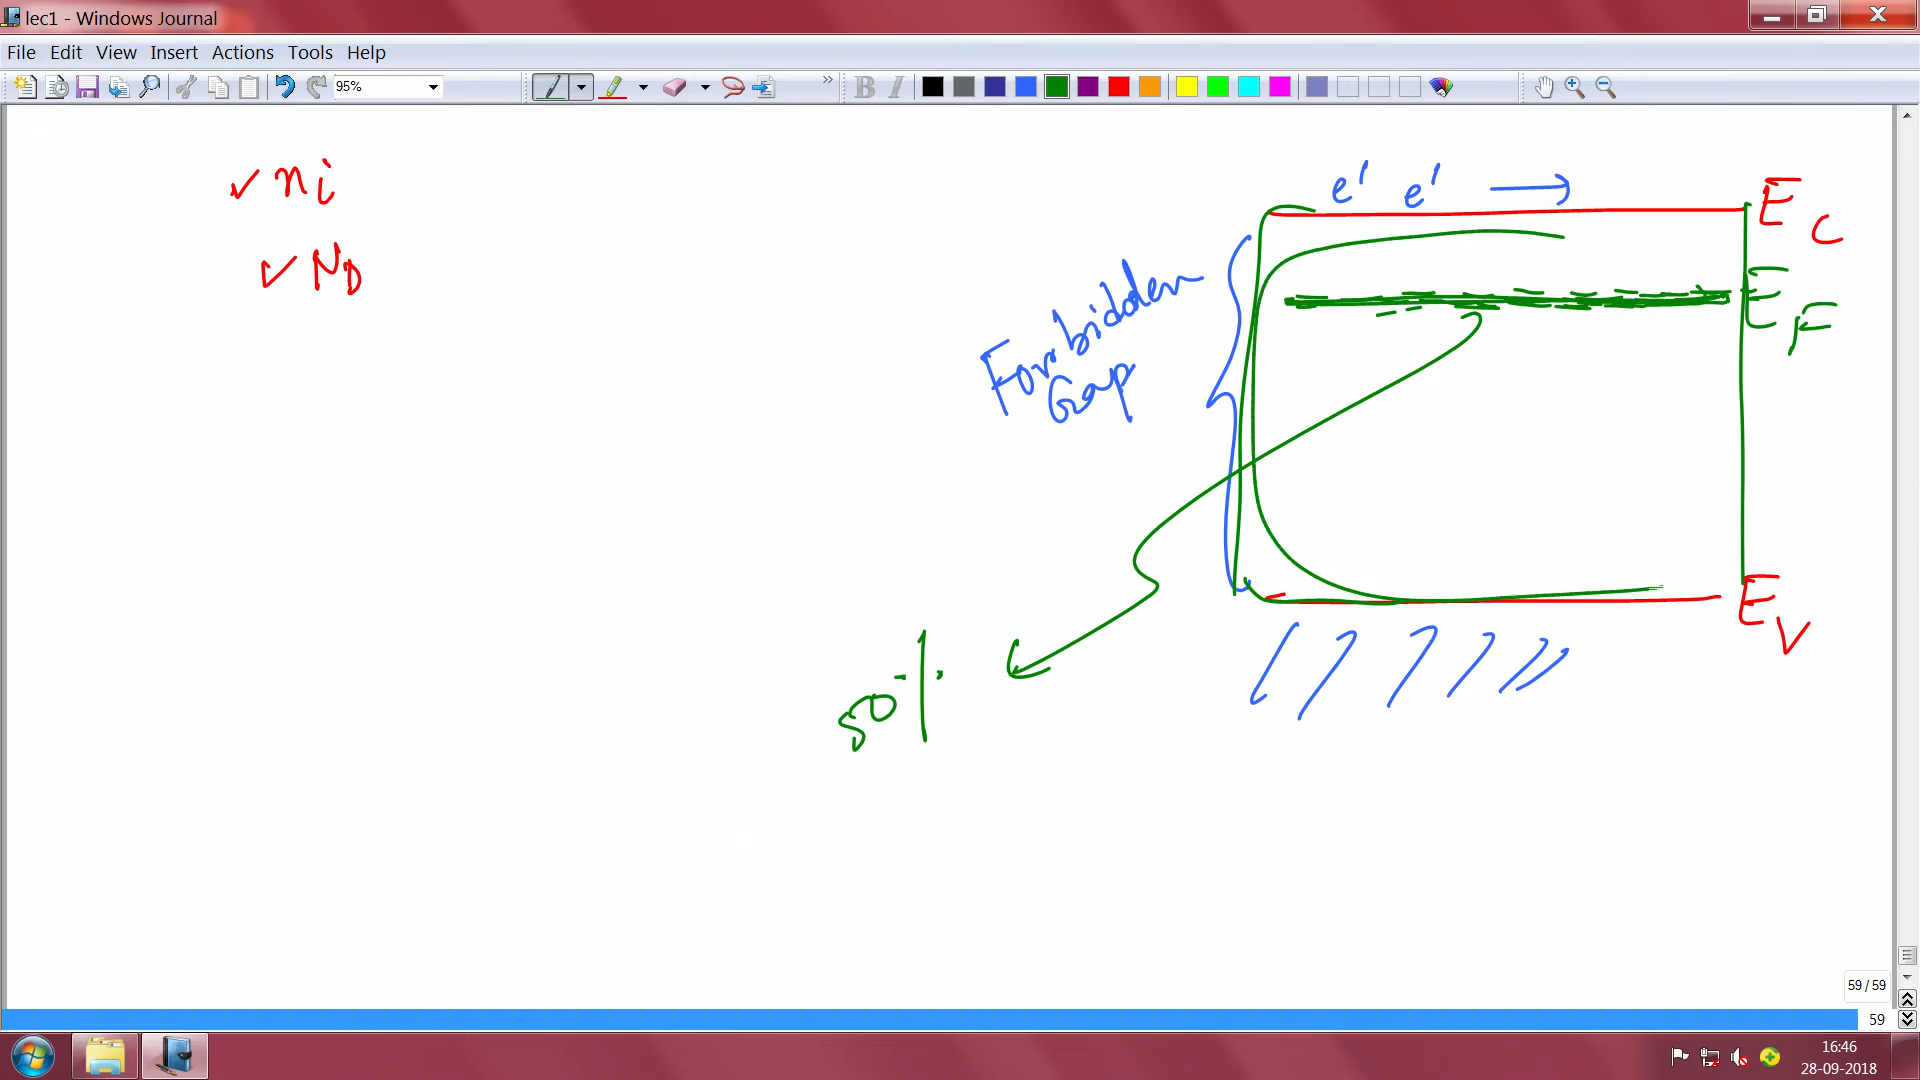 lec1 - Windows Journal
File Edit View Insert Actions Tools Help
95%
B I
✓ ni
✓ ND
e' e' →
EC
Forbidden
Gap
EF
EV
50%
59 / 59
59
16:46
28-09-2018